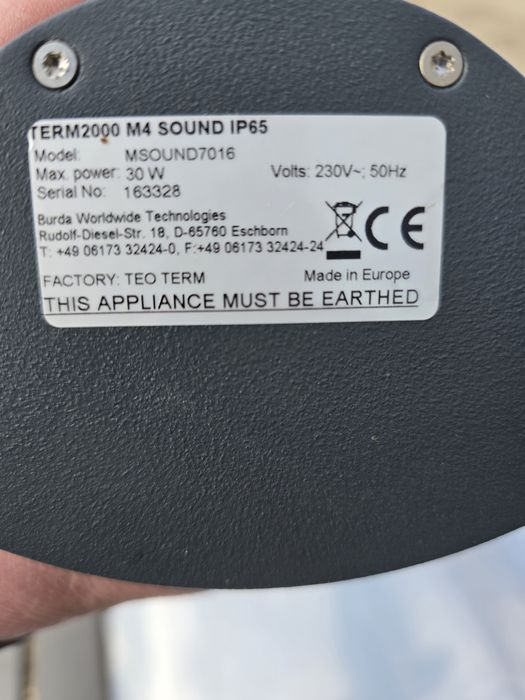 TERM2000 M4 SOUND IP65
Model: MSOUND7016
Max. power: 30 W Volts: 230V~; 50Hz
Serial No: 163328
Burda Worldwide Technologies
Rudolf-Diesel-Str. 18, D-65760 Eschborn
T: +49 06173 32424-0, F:+49 06173 32424-24
CE
FACTORY: TEO TERM Made in Europe
THIS APPLIANCE MUST BE EARTHED